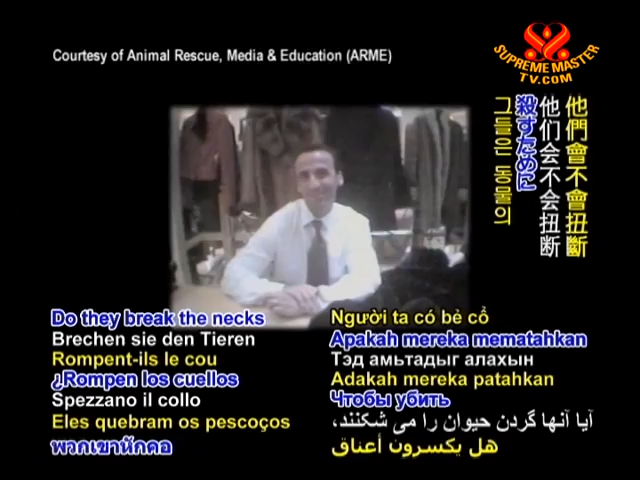 Courtesy of Animal Rescue, Media & Education (ARME)
SUPREME MASTER
TV.COM
他們會不會扭斷
他们会不会扭断
殺すために
그들은 동물의
Do they break the necks
Brechen sie den Tieren
Rompent-ils le cou
¿Rompen los cuellos
Spezzano il collo
Eles quebram os pescoços
พวกเขาหักคอ
Người ta có bẻ cổ
Apakah mereka mematahkan
Тэд амьтадыг алахын
Adakah mereka patahkan
Чтобы убить
آیا آنها گردن حیوان را می شکنند،
هل يكسرون أعناق